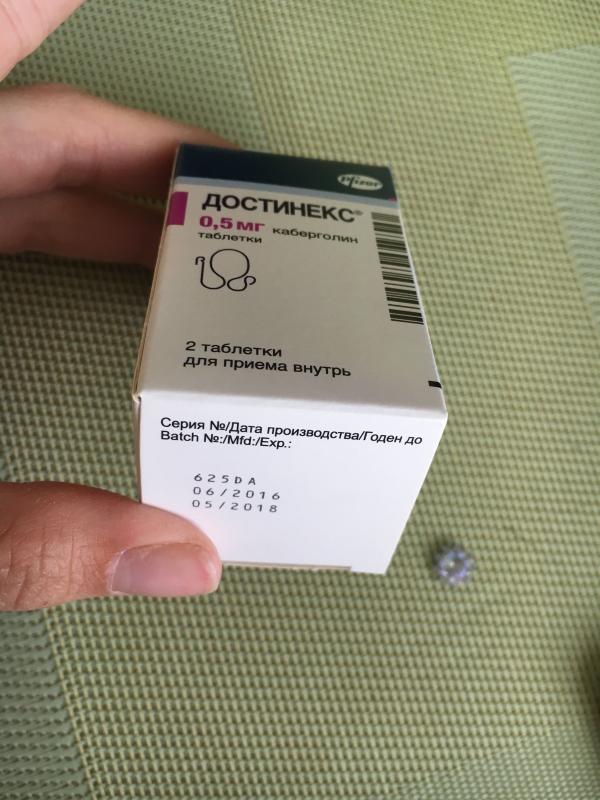 Pfizer
ДОСТИНЕКС®
0,5 мг каберголин
таблетки
2 таблетки
для приема внутрь
Серия №/Дата производства/Годен до
Batch №:/Mfd:/Exp.:
625DA
06/2016
05/2018